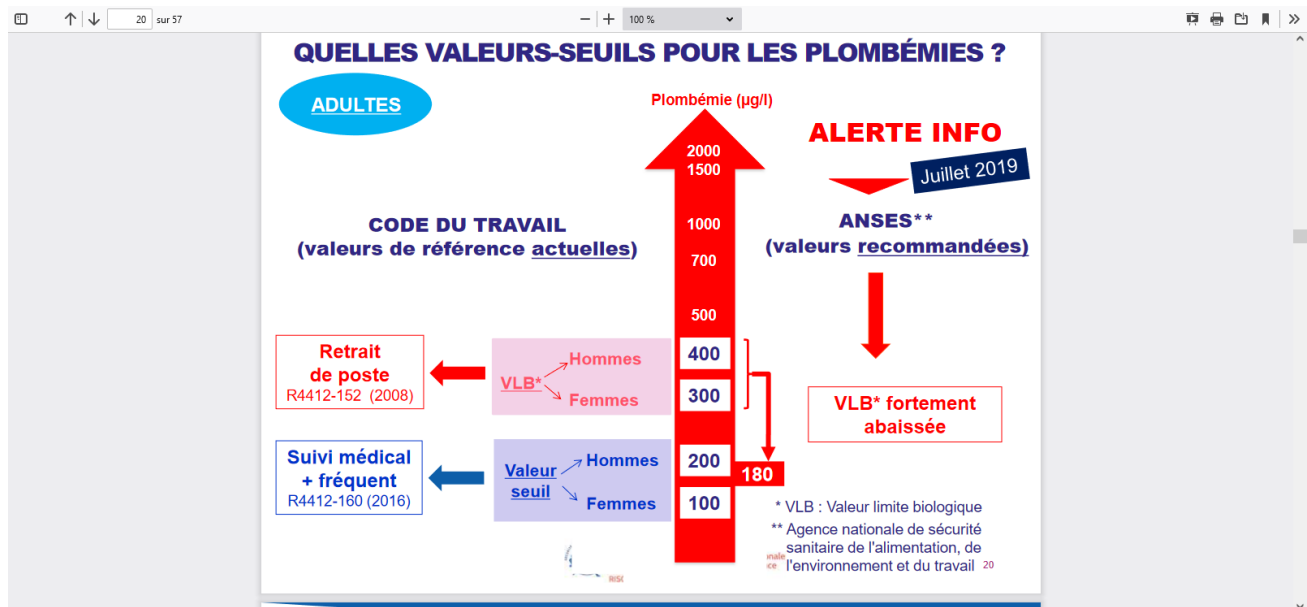 20 sur 57
100 %
QUELLES VALEURS-SEUILS POUR LES PLOMBÉMIES ?
ADULTES
Plombémie (µg/l)
2000
1500
1000
700
500
400
300
200
100
180
ALERTE INFO
Juillet 2019
CODE DU TRAVAIL
(valeurs de référence actuelles)
ANSES**
(valeurs recommandées)
Retrait
de poste
R4412-152 (2008)
VLB*
Hommes
Femmes
VLB* fortement
abaissée
Suivi médical
+ fréquent
R4412-160 (2016)
Valeur
seuil
Hommes
Femmes
* VLB : Valeur limite biologique
** Agence nationale de sécurité
sanitaire de l'alimentation, de
l'environnement et du travail
20
RISC